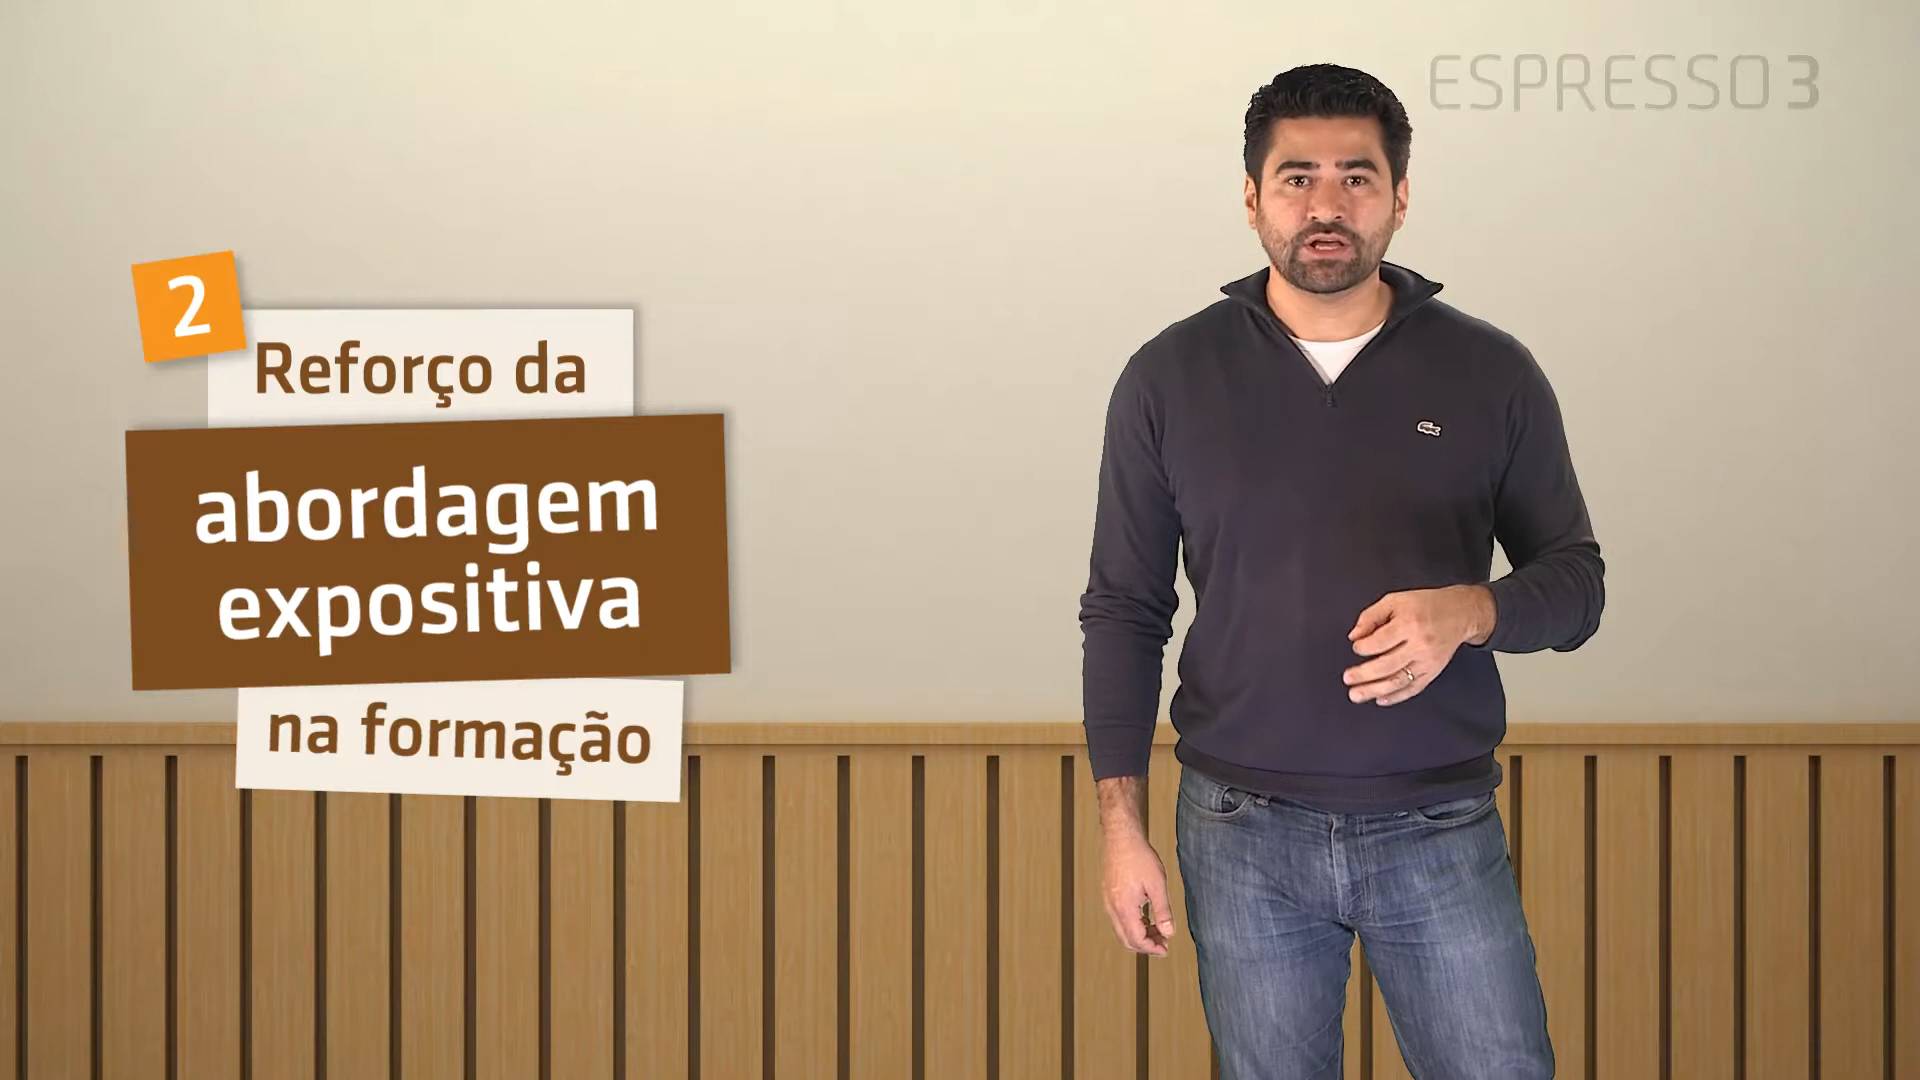 ESPRESSO3
2
Reforço da
abordagem
expositiva
na formação